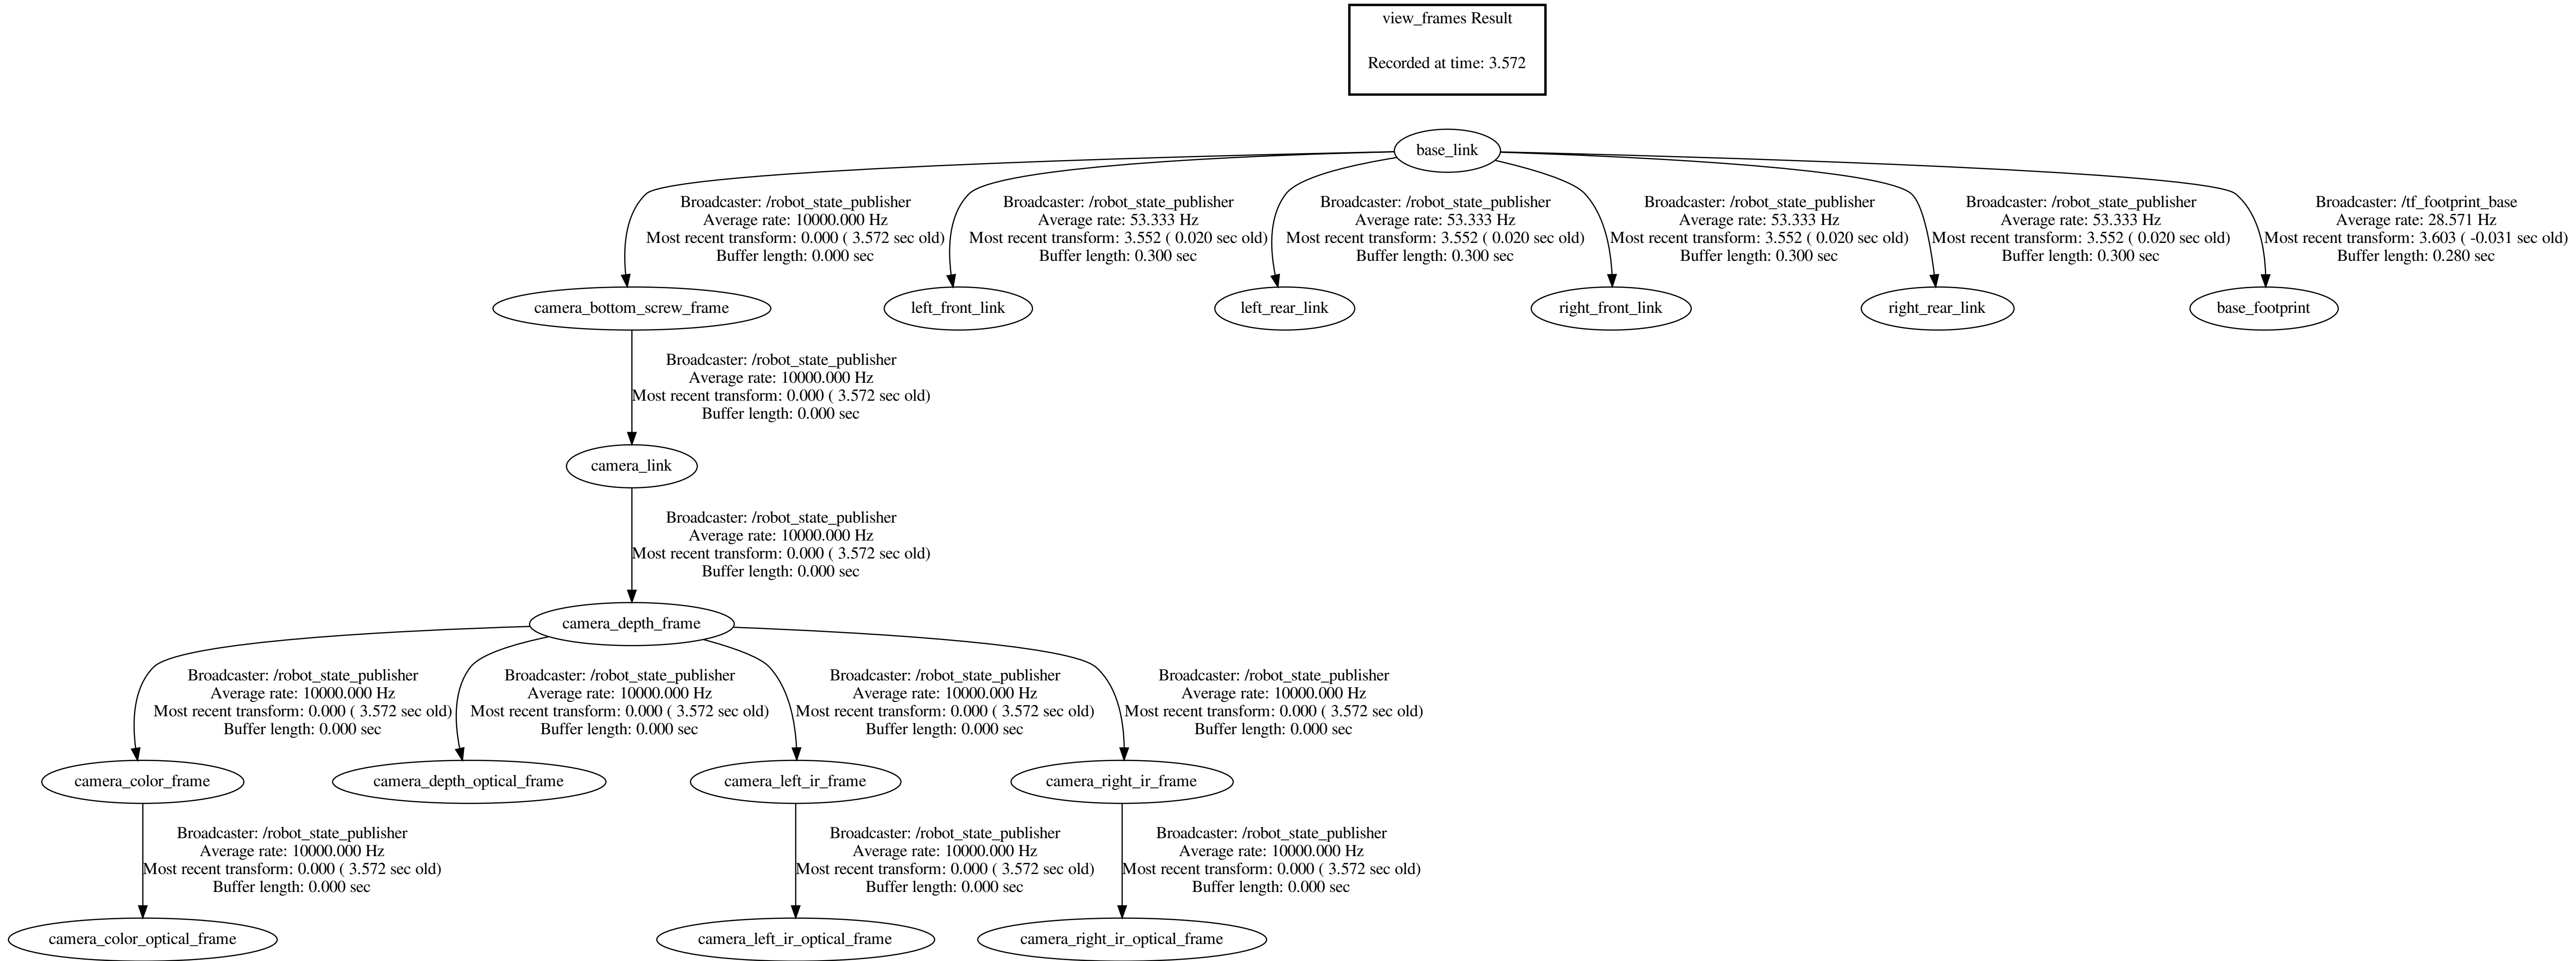 view_frames Result
Recorded at time: 3.572
base_link
Broadcaster: /robot_state_publisher
Average rate: 10000.000 Hz
Most recent transform: 0.000 ( 3.572 sec old)
Buffer length: 0.000 sec
Broadcaster: /robot_state_publisher
Average rate: 53.333 Hz
Most recent transform: 3.552 ( 0.020 sec old)
Buffer length: 0.300 sec
Broadcaster: /robot_state_publisher
Average rate: 53.333 Hz
Most recent transform: 3.552 ( 0.020 sec old)
Buffer length: 0.300 sec
Broadcaster: /robot_state_publisher
Average rate: 53.333 Hz
Most recent transform: 3.552 ( 0.020 sec old)
Buffer length: 0.300 sec
Broadcaster: /robot_state_publisher
Average rate: 53.333 Hz
Most recent transform: 3.552 ( 0.020 sec old)
Buffer length: 0.300 sec
Broadcaster: /tf_footprint_base
Average rate: 28.571 Hz
Most recent transform: 3.603 ( -0.031 sec old)
Buffer length: 0.280 sec
camera_bottom_screw_frame
left_front_link
left_rear_link
right_front_link
right_rear_link
base_footprint
Broadcaster: /robot_state_publisher
Average rate: 10000.000 Hz
Most recent transform: 0.000 ( 3.572 sec old)
Buffer length: 0.000 sec
camera_link
Broadcaster: /robot_state_publisher
Average rate: 10000.000 Hz
Most recent transform: 0.000 ( 3.572 sec old)
Buffer length: 0.000 sec
camera_depth_frame
Broadcaster: /robot_state_publisher
Average rate: 10000.000 Hz
Most recent transform: 0.000 ( 3.572 sec old)
Buffer length: 0.000 sec
Broadcaster: /robot_state_publisher
Average rate: 10000.000 Hz
Most recent transform: 0.000 ( 3.572 sec old)
Buffer length: 0.000 sec
Broadcaster: /robot_state_publisher
Average rate: 10000.000 Hz
Most recent transform: 0.000 ( 3.572 sec old)
Buffer length: 0.000 sec
Broadcaster: /robot_state_publisher
Average rate: 10000.000 Hz
Most recent transform: 0.000 ( 3.572 sec old)
Buffer length: 0.000 sec
camera_color_frame
camera_depth_optical_frame
camera_left_ir_frame
camera_right_ir_frame
Broadcaster: /robot_state_publisher
Average rate: 10000.000 Hz
Most recent transform: 0.000 ( 3.572 sec old)
Buffer length: 0.000 sec
Broadcaster: /robot_state_publisher
Average rate: 10000.000 Hz
Most recent transform: 0.000 ( 3.572 sec old)
Buffer length: 0.000 sec
Broadcaster: /robot_state_publisher
Average rate: 10000.000 Hz
Most recent transform: 0.000 ( 3.572 sec old)
Buffer length: 0.000 sec
camera_color_optical_frame
camera_left_ir_optical_frame
camera_right_ir_optical_frame